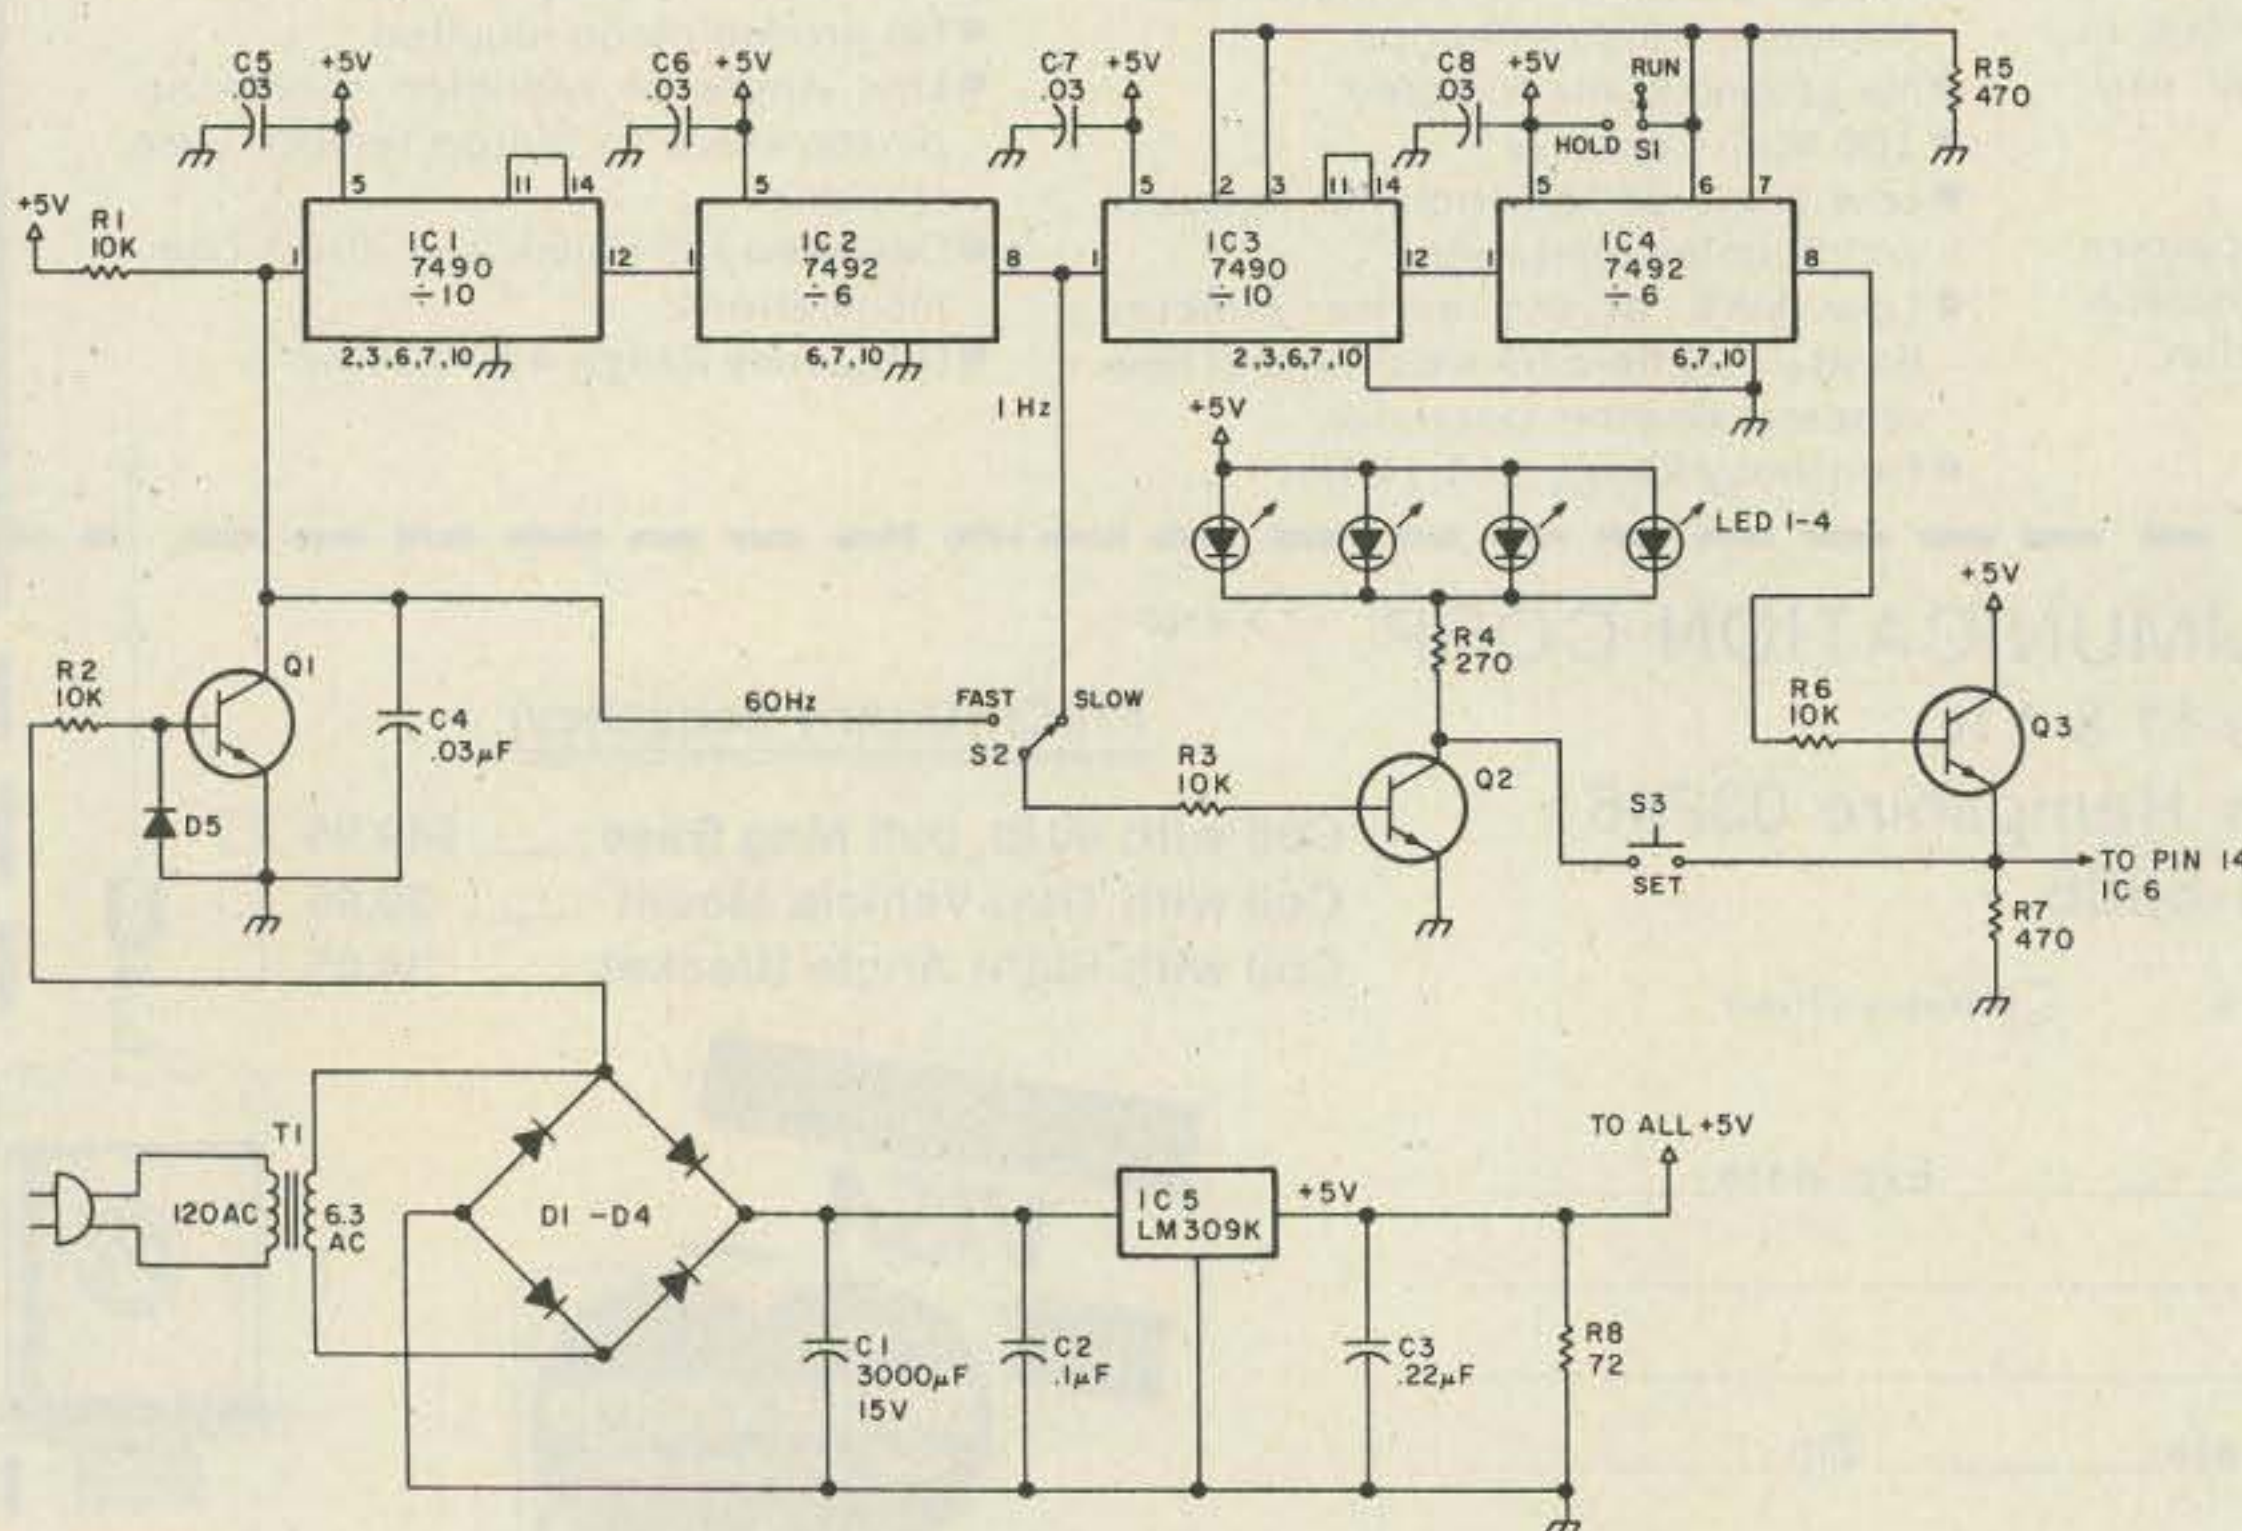 C5
.03
+5V
C6
.03
+5V
C7
.03
+5V
C8
.03
+5V
RUN
HOLD
S1
R5
470
+5V
R1
10K
5
11
14
1
IC1
7490
÷10
12
2,3,6,7,10
5
1
IC2
7492
÷6
8
6,7,10
5
2
3
11
14
1
IC3
7490
÷10
12
2,3,6,7,10
5
6
7
1
IC4
7492
÷6
8
6,7,10
1 Hz
+5V
LED 1-4
R2
10K
Q1
D5
C4
.03µF
60Hz
FAST
SLOW
S2
R3
10K
R4
270
Q2
S3
SET
+5V
R6
10K
Q3
TO PIN 14
IC 6
R7
470
T1
120AC
6.3
AC
D1 -D4
C1
3000µF
15V
C2
.1µF
IC5
LM309K
+5V
TO ALL +5V
C3
.22µF
R8
72